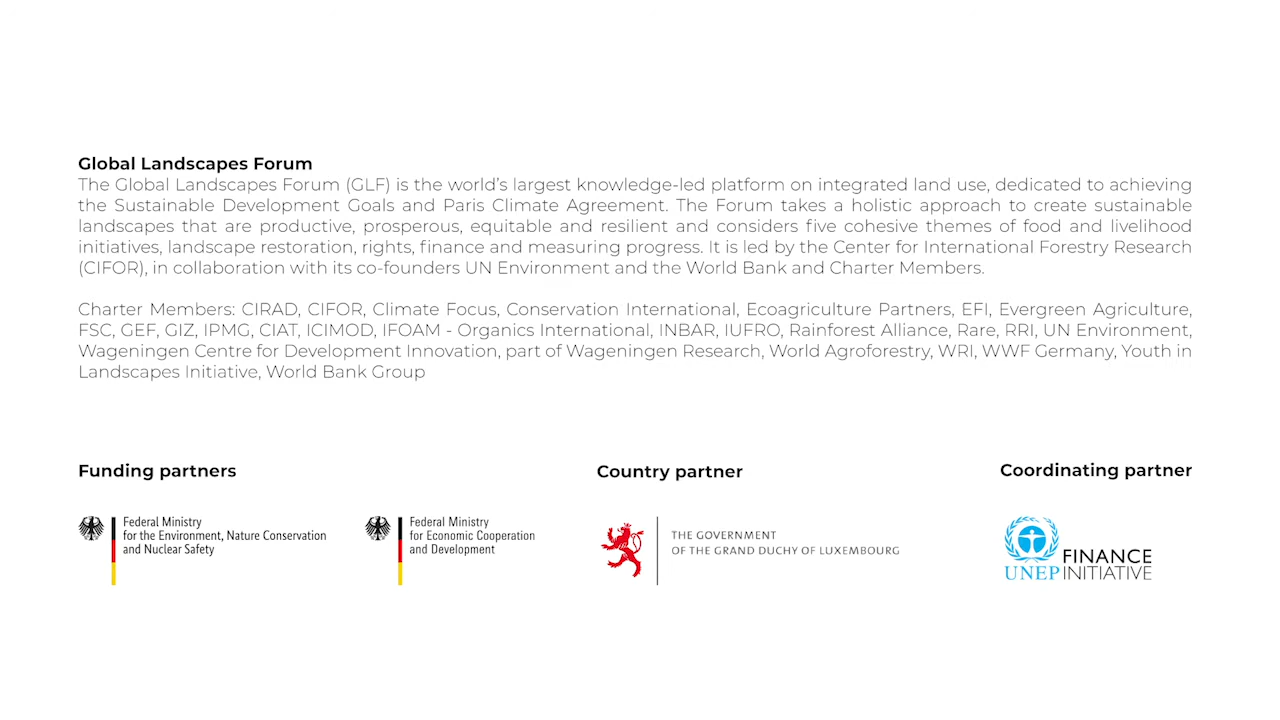 Global Landscapes Forum
The Global Landscapes Forum (GLF) is the world's largest knowledge-led platform on integrated land use, dedicated to achieving
the Sustainable Development Goals and Paris Climate Agreement. The Forum takes a holistic approach to create sustainable
landscapes that are productive, prosperous, equitable and resilient and considers five cohesive themes of food and livelihood
initiatives, landscape restoration, rights, finance and measuring progress. It is led by the Center for International Forestry Research
(CIFOR), in collaboration with its co-founders UN Environment and the World Bank and Charter Members.
Charter Members: CIRAD, CIFOR, Climate Focus, Conservation International, Ecoagriculture Partners, EFI, Evergreen Agriculture,
FSC, GEF, GIZ, IPMG, CIAT, ICIMOD, IFOAM - Organics International, INBAR, IUFRO, Rainforest Alliance, Rare, RRI, UN Environment,
Wageningen Centre for Development Innovation, part of Wageningen Research, World Agroforestry, WRI, WWF Germany, Youth in
Landscapes Initiative, World Bank Group
Funding partners
Federal Ministry
for the Environment, Nature Conservation
and Nuclear Safety
Federal Ministry
for Economic Cooperation
and Development
Country partner
THE GOVERNMENT
OF THE GRAND DUCHY OF LUXEMBOURG
Coordinating partner
UNEP FINANCE
INITIATIVE